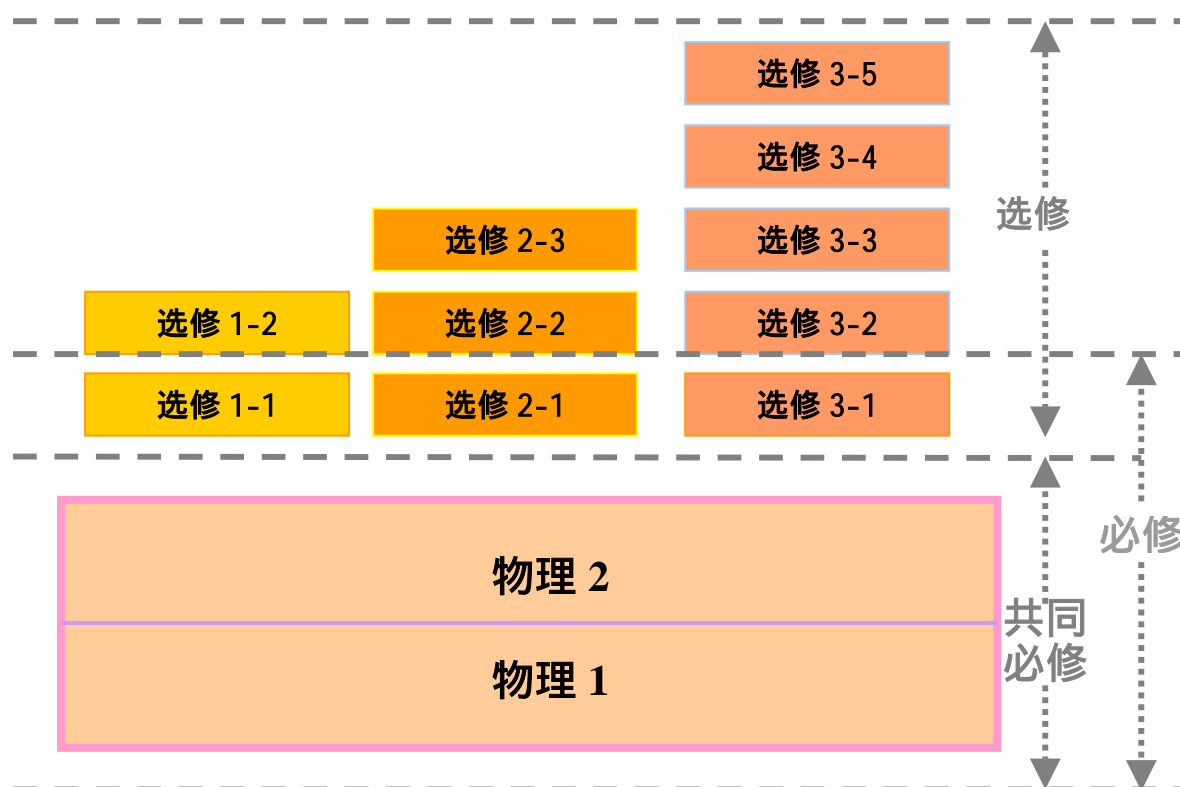 选修 3-5
选修 3-4
选修
选修 2-3
选修 3-3
选修 1-2
选修 2-2
选修 3-2
选修 1-1
选修 2-1
选修 3-1
必修
物理 2
共同
必修
物理 1